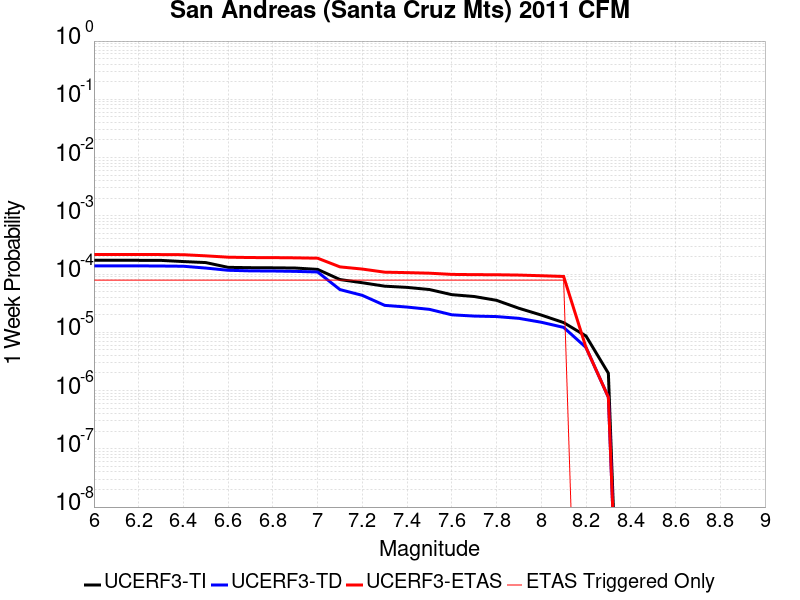 San Andreas (Santa Cruz Mts) 2011 CFM
10 0
10 -1
10 -2
10 -3
10 -4
10 -5
10 -6
10 -7
10 -8
1 Week Probability
6 6.2 6.4 6.6 6.8 7 7.2 7.4 7.6 7.8 8 8.2 8.4 8.6 8.8 9
Magnitude
UCERF3-TI UCERF3-TD UCERF3-ETAS ETAS Triggered Only